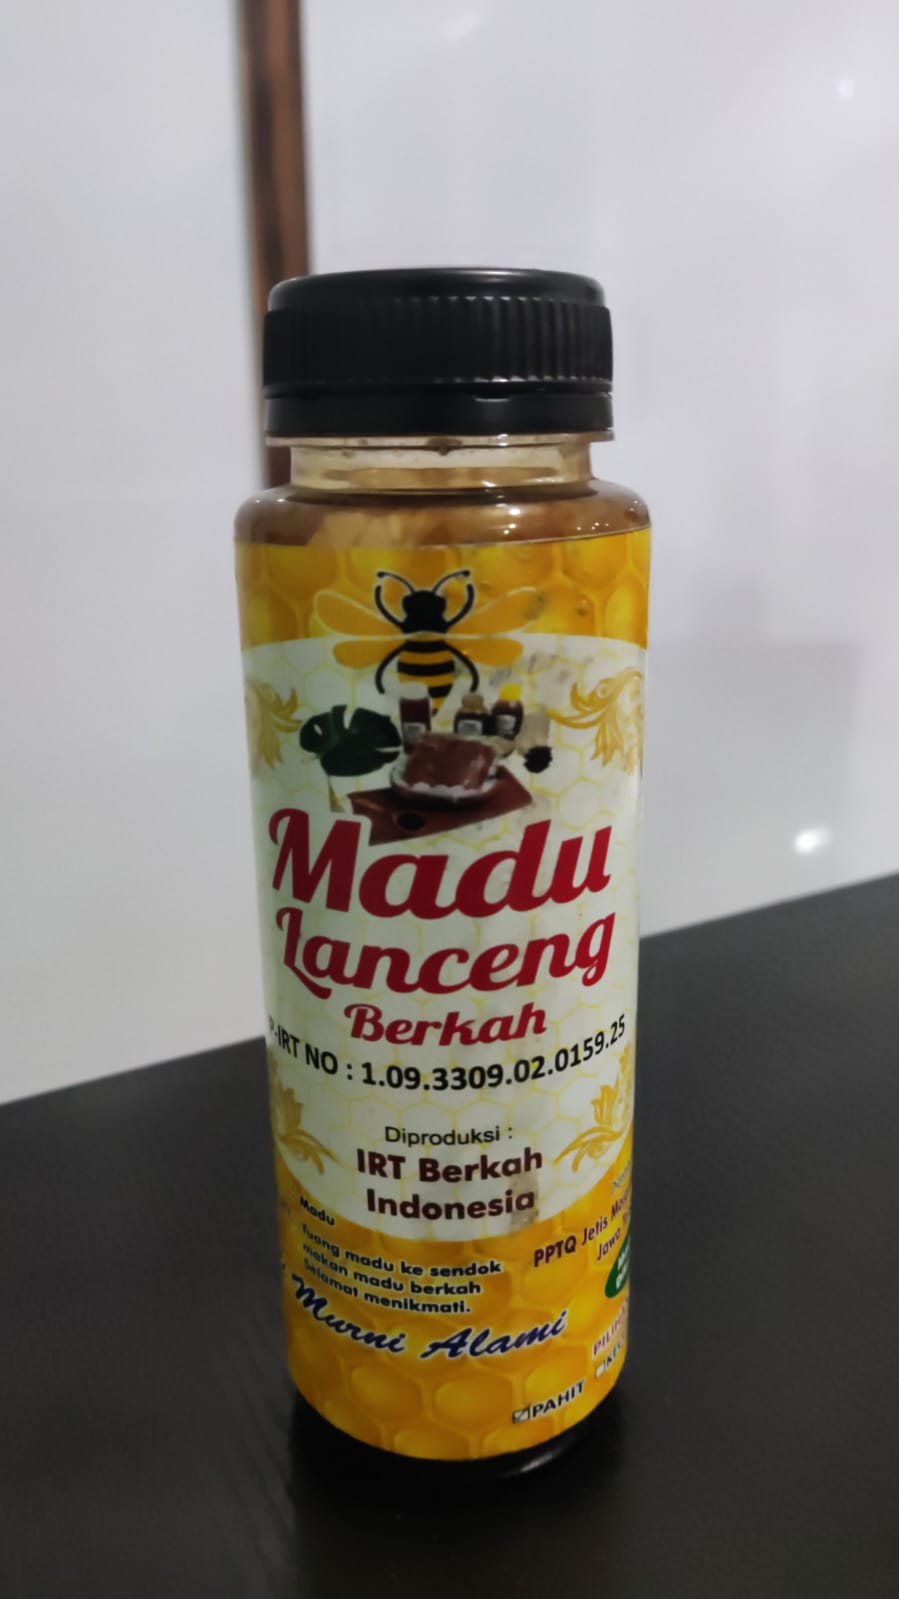 Madu
Lanceng
Berkah
P-IRT NO : 1.09.3309.02.0159.25
Diproduksi :
IRT Berkah
Indonesia
Madu
Tuang madu ke sendok
makan madu berkah
Selamat menikmati.
Murni Alami
PPTQ Jetis
Jawa
PAHIT